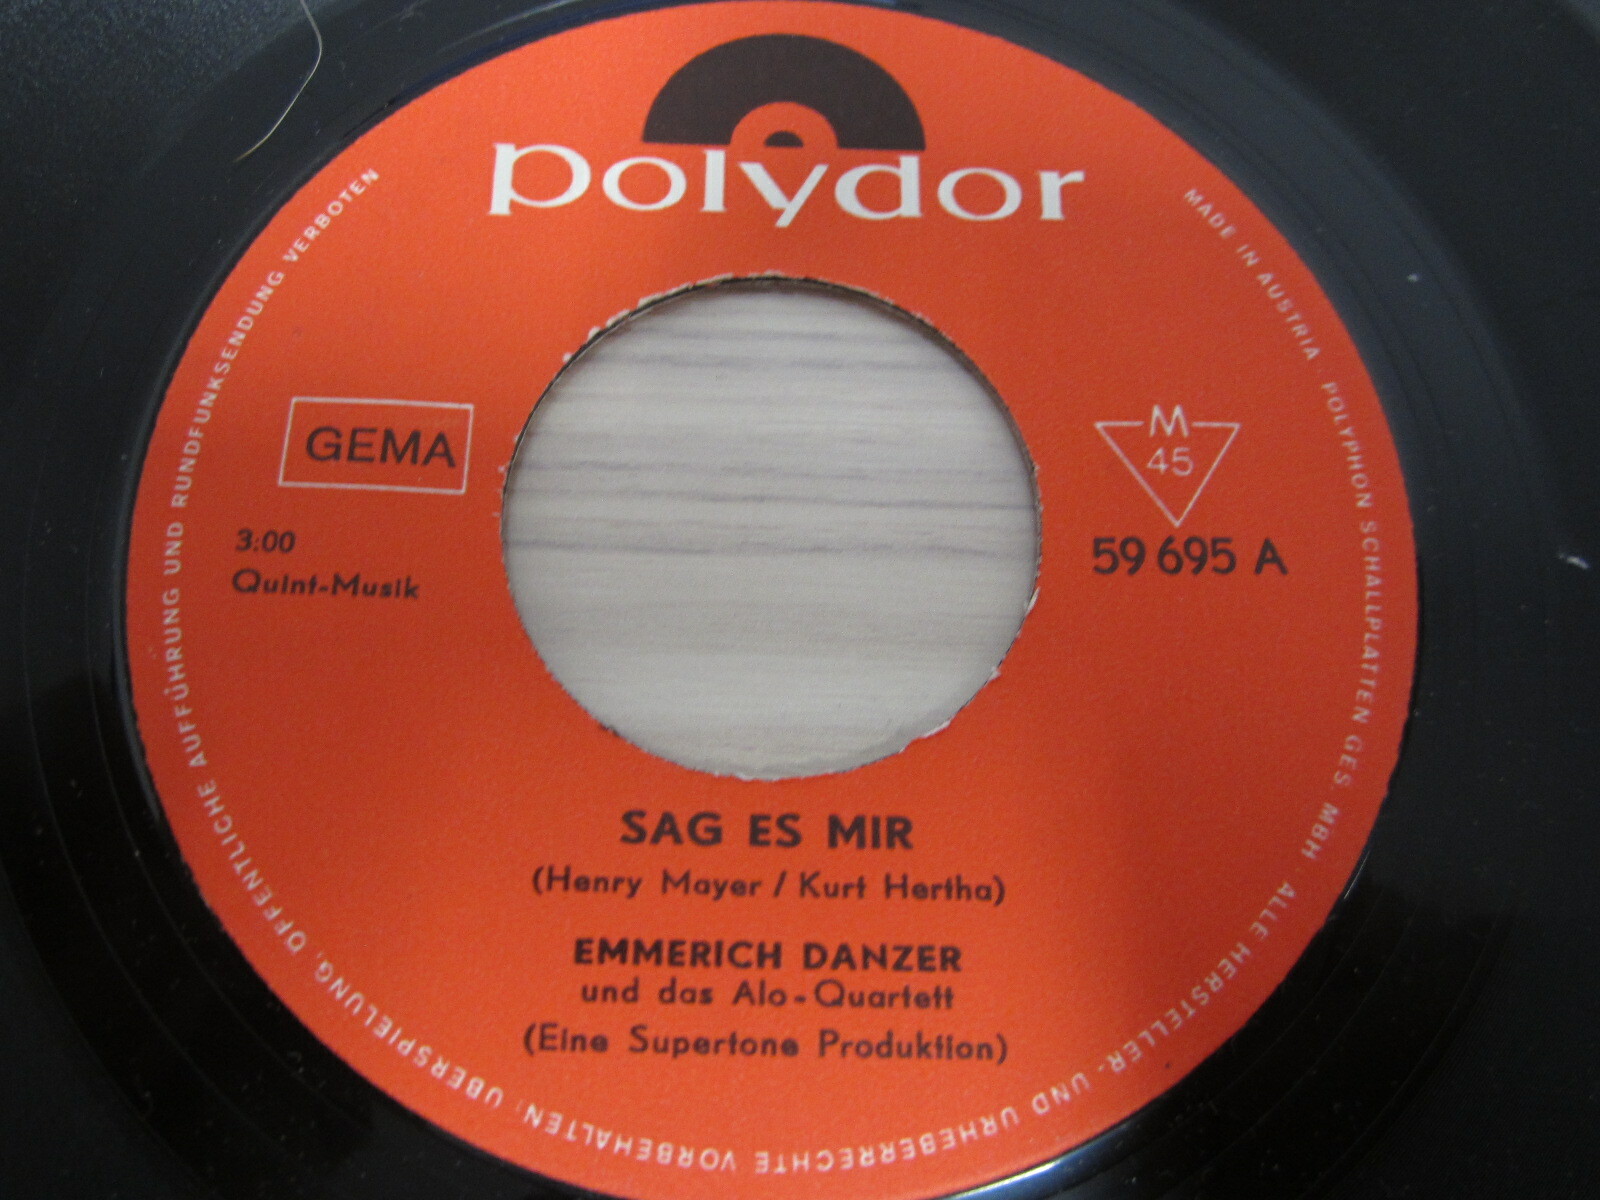 polydor
GEMA
3:00
Quint-Musik
M
45
59 695 A
SAG ES MIR
(Henry Mayer / Kurt Hertha)
EMMERICH DANZER
und das Alo-Quartett
(Eine Supertone Produktion)
MADE IN AUSTRIA · POLYPHON SCHALLPLATTEN GES. MBH · ALLE HERSTELLER- UND URHEBERRECHTE VORBEHALTEN; ÜBERSPIELUNG, ÖFFENTLICHE AUFFÜHRUNG UND RUNDFUNKSENDUNG VERBOTEN